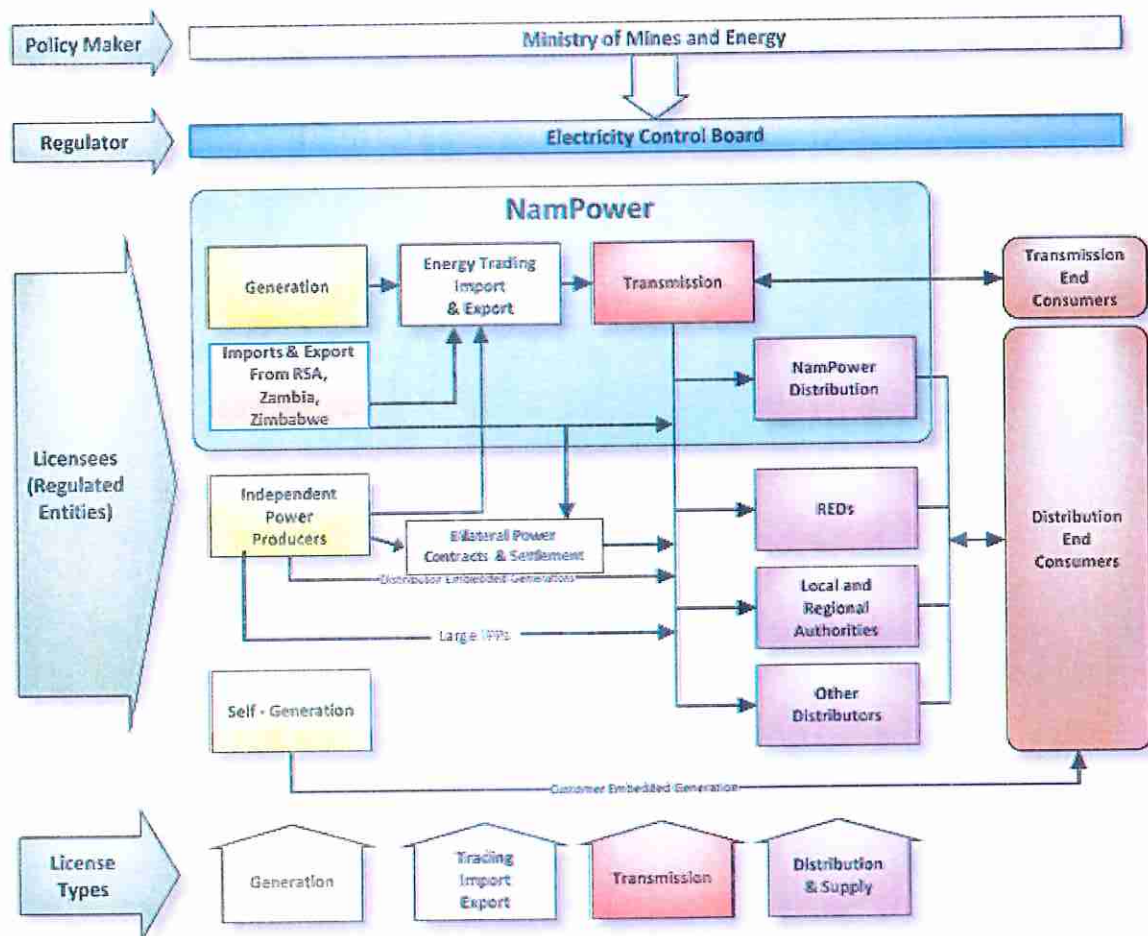 Policy Maker
Ministry of Mines and Energy
Regulator
Electricity Control Board
NamPower
Generation
Energy Trading
Import
& Export
Transmission
Transmission
End
Consumers
Imports & Export
From RSA,
Zambia,
Zimbabwe
NamPower
Distribution
Licensees
(Regulated
Entities)
Independent
Power
Producers
Bilateral Power
Contracts & Settlement
REDs
Distribution
End
Consumers
Distributor Embedded Generations
Local and
Regional
Authorities
Large IPPs
Self - Generation
Other
Distributors
Customer Embedded Generation
License
Types
Generation
Trading
Import
Export
Transmission
Distribution
& Supply